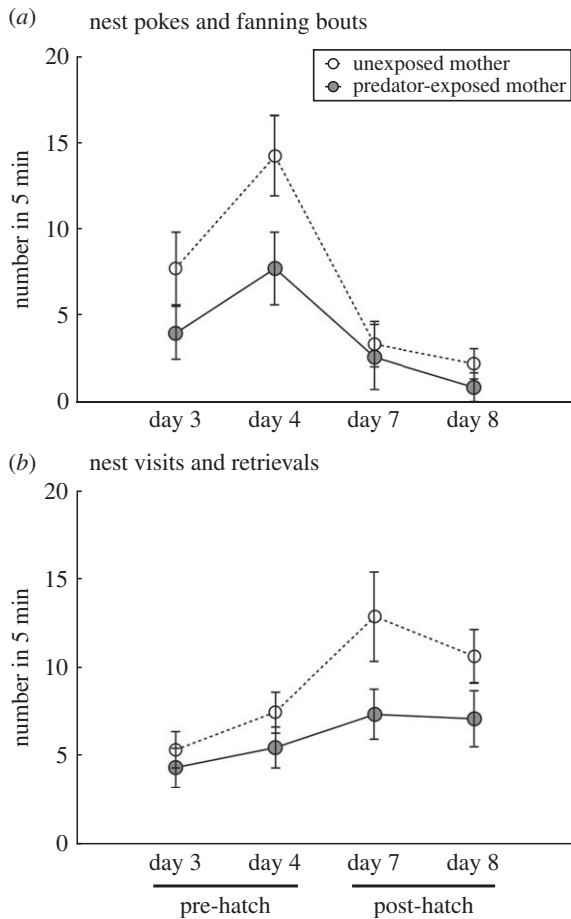 (a) nest pokes and fanning bouts
20
unexposed mother
predator-exposed mother
15
number in 5 min
10
5
0
day 3 day 4 day 7 day 8
(b) nest visits and retrievals
20
15
number in 5 min
10
5
0
day 3 day 4 day 7 day 8
pre-hatch post-hatch